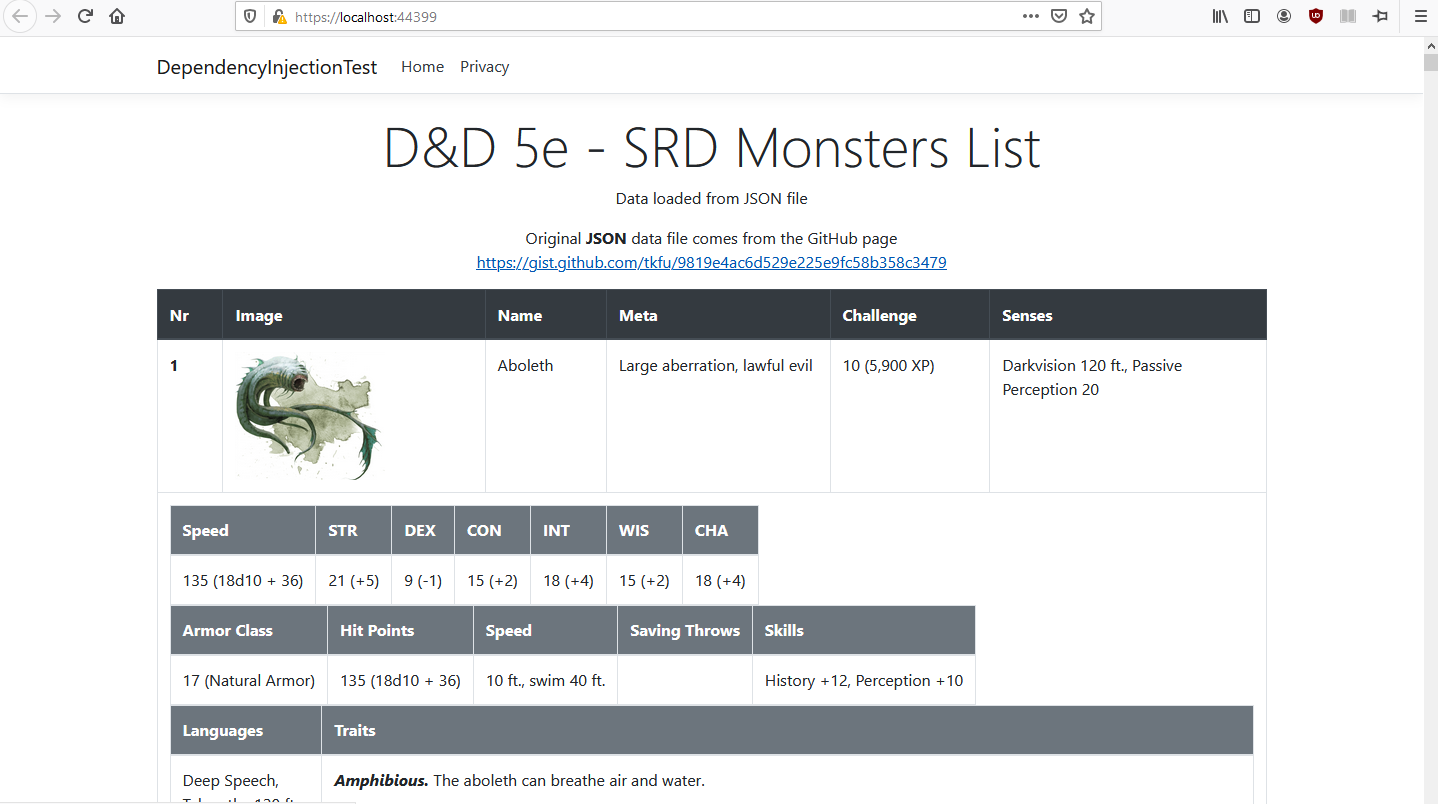 https://localhost:44399
DependencyInjectionTest Home Privacy
D&D 5e - SRD Monsters List
Data loaded from JSON file
Original JSON data file comes from the GitHub page
https://gist.github.com/tkfu/9819e4ac6d529e225e9fc58b358c3479
Nr Image Name Meta Challenge Senses
1 Aboleth Large aberration, lawful evil 10 (5,900 XP) Darkvision 120 ft., Passive
Perception 20
Speed STR DEX CON INT WIS CHA
135 (18d10 + 36) 21 (+5) 9 (-1) 15 (+2) 18 (+4) 15 (+2) 18 (+4)
Armor Class Hit Points Speed Saving Throws Skills
17 (Natural Armor) 135 (18d10 + 36) 10 ft., swim 40 ft. History +12, Perception +10
Languages Traits
Deep Speech, Amphibious. The aboleth can breathe air and water.